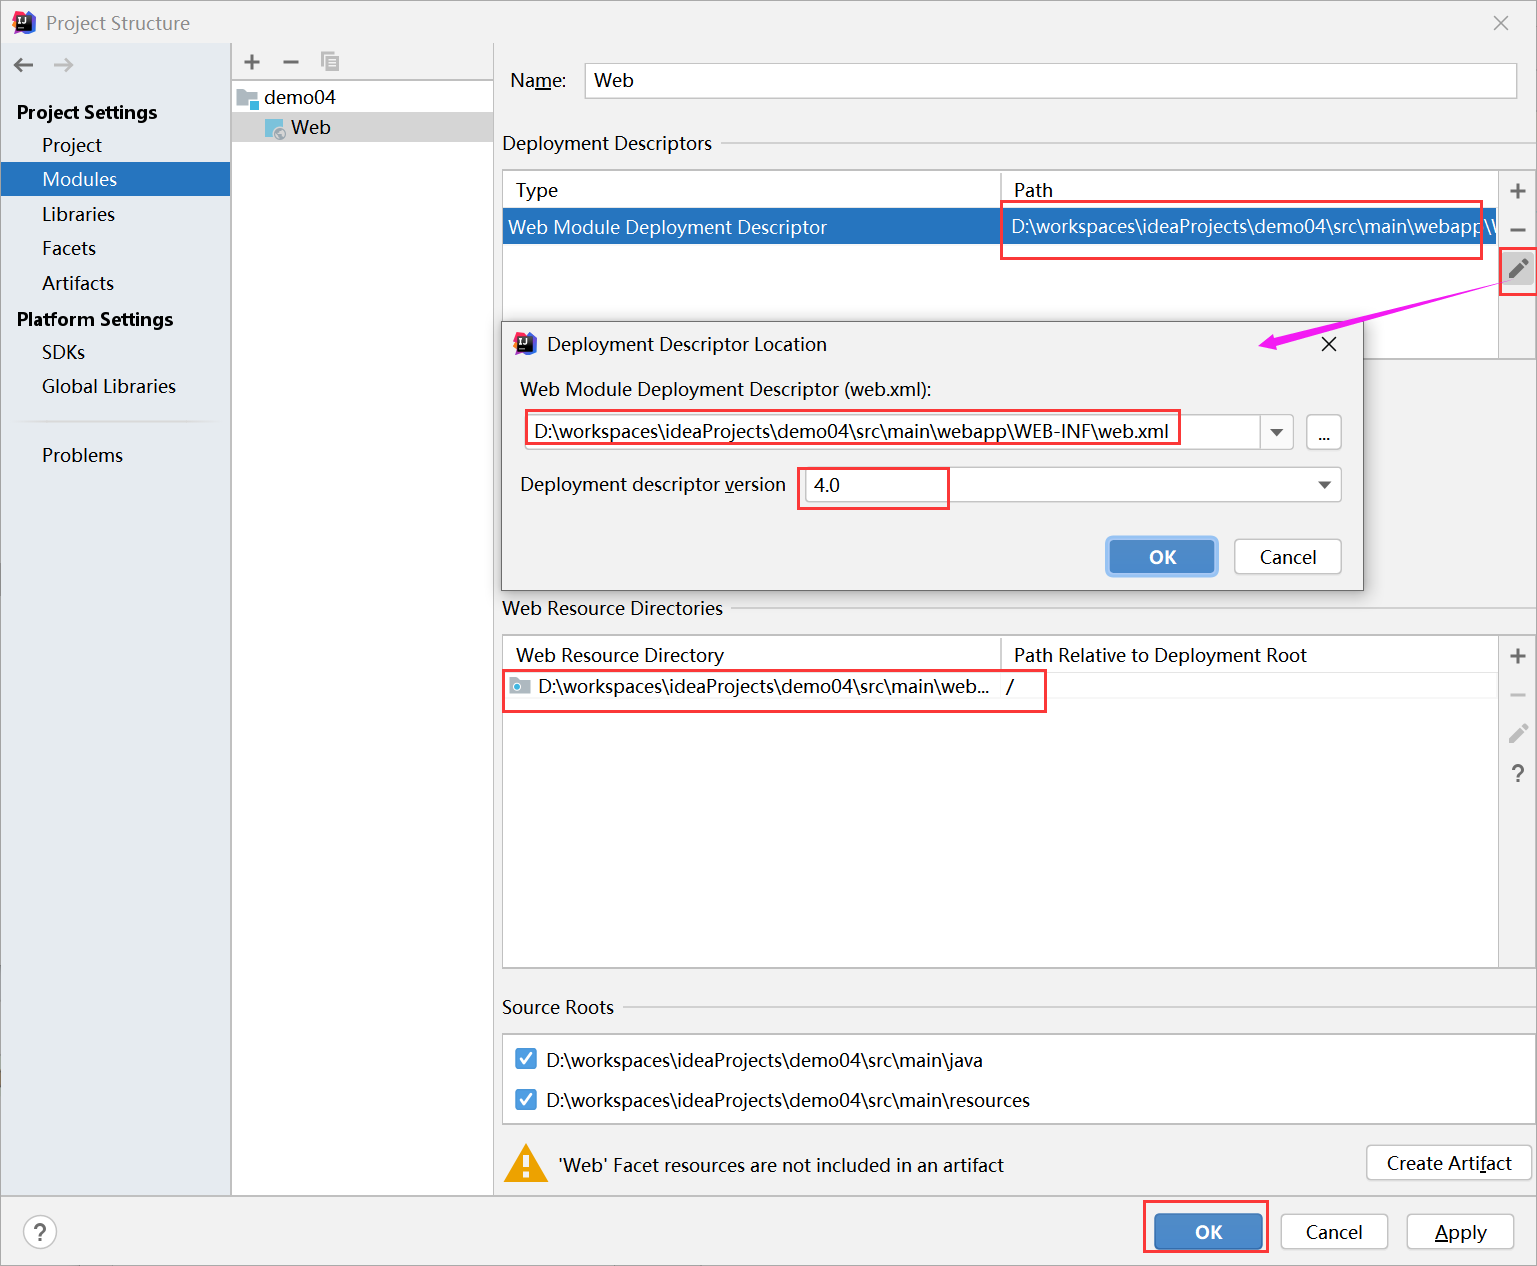 Project Structure
Project Settings
Project
Modules
Libraries
Facets
Artifacts
Platform Settings
SDKs
Global Libraries
Problems
demo04
Web
Name: Web
Deployment Descriptors
Type Path
Web Module Deployment Descriptor D:\workspaces\ideaProjects\demo04\src\main\webapp\
Deployment Descriptor Location
Web Module Deployment Descriptor (web.xml):
D:\workspaces\ideaProjects\demo04\src\main\webapp\WEB-INF\web.xml ...
Deployment descriptor version 4.0
OK Cancel
Web Resource Directories
Web Resource Directory Path Relative to Deployment Root
D:\workspaces\ideaProjects\demo04\src\main\web... /
?
Source Roots
D:\workspaces\ideaProjects\demo04\src\main\java
D:\workspaces\ideaProjects\demo04\src\main\resources
'Web' Facet resources are not included in an artifact Create Artifact
? OK Cancel Apply